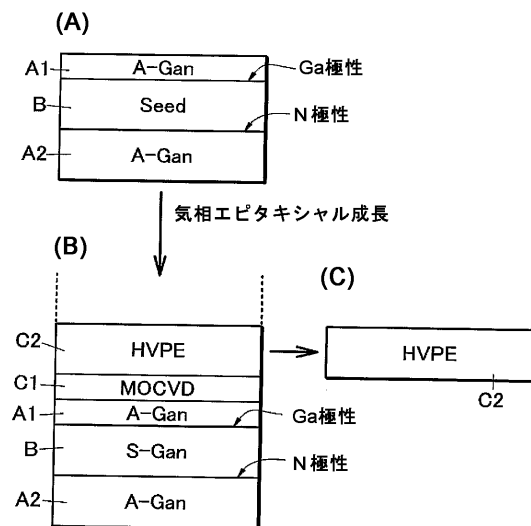 (A)
A1
A-Gan
Ga極性
B
Seed
N極性
A2
A-Gan
気相エピタキシャル成長
(B)
(C)
C2
HVPE
HVPE
C1
MOCVD
C2
A1
A-Gan
Ga極性
B
S-Gan
N極性
A2
A-Gan